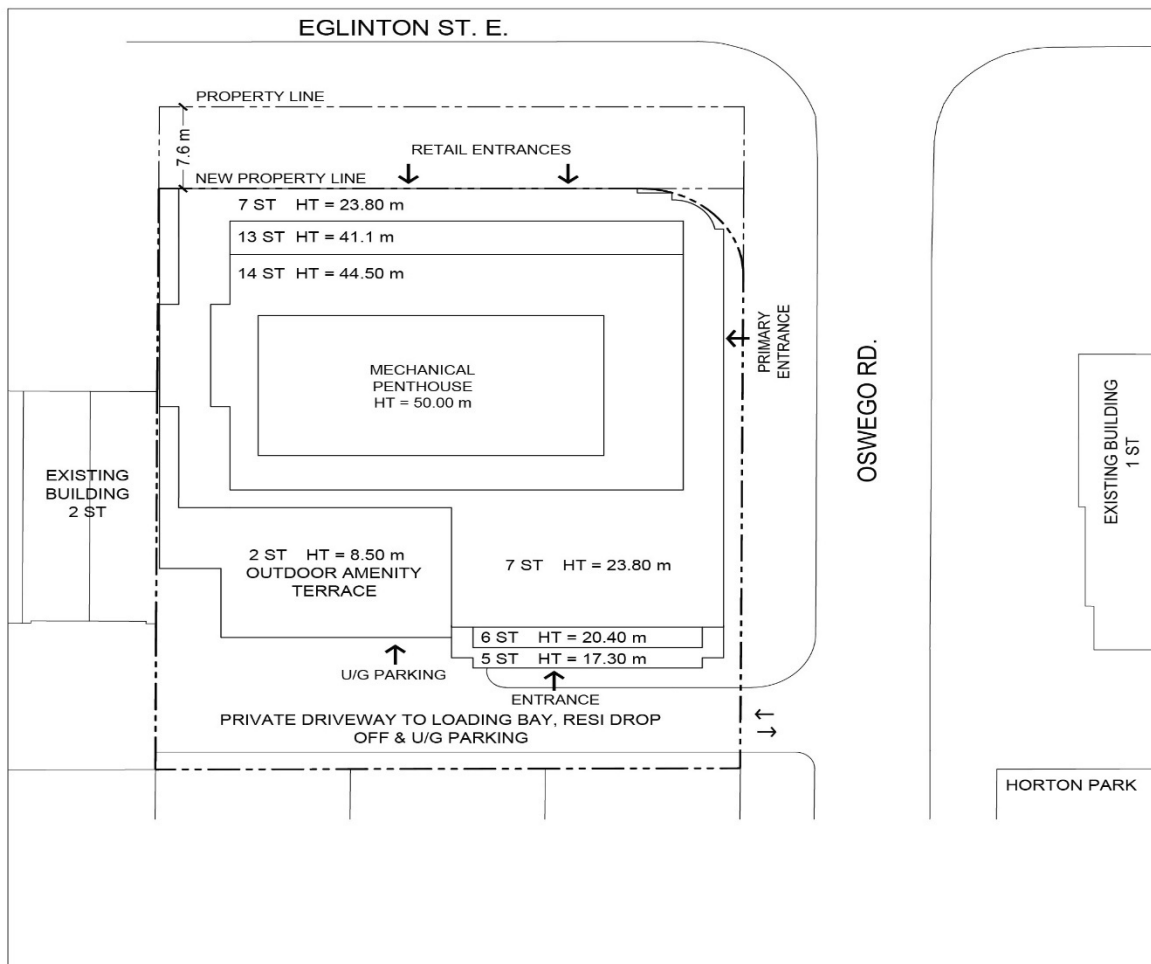 EGLINTON ST. E.
PROPERTY LINE
7.6 m
RETAIL ENTRANCES
NEW PROPERTY LINE
7 ST HT = 23.80 m
13 ST HT = 41.1 m
14 ST HT = 44.50 m
MECHANICAL
PENTHOUSE
HT = 50.00 m
PRIMARY
ENTRANCE
OSWEGO RD.
EXISTING BUILDING
1 ST
EXISTING
BUILDING
2 ST
2 ST HT = 8.50 m
OUTDOOR AMENITY
TERRACE
7 ST HT = 23.80 m
6 ST HT = 20.40 m
5 ST HT = 17.30 m
U/G PARKING
ENTRANCE
PRIVATE DRIVEWAY TO LOADING BAY, RESI DROP
OFF & U/G PARKING
HORTON PARK